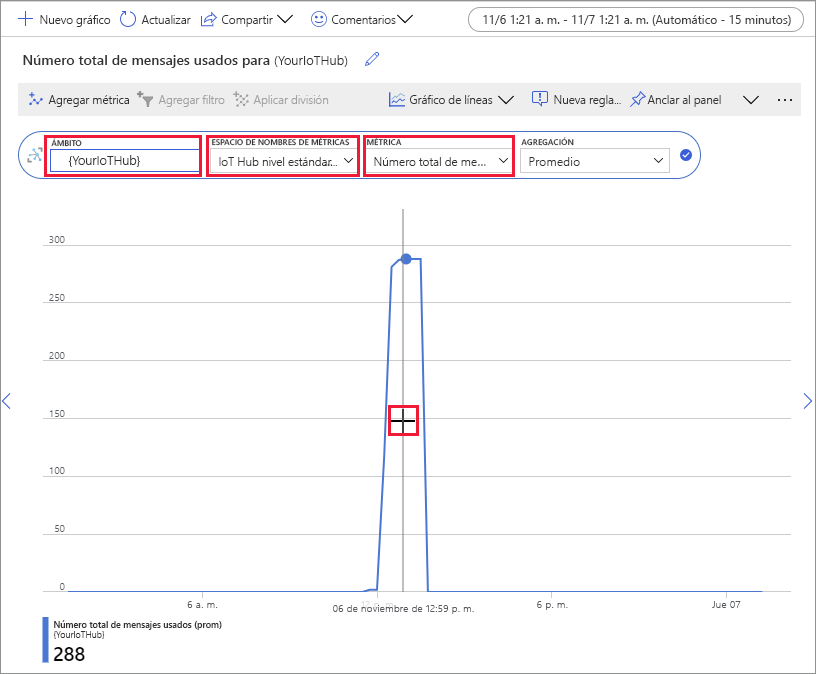 Nuevo gráfico Actualizar Compartir Comentarios 11/6 1:21 a. m. - 11/7 1:21 a. m. (Automático - 15 minutos)
Número total de mensajes usados para (YourIoTHub)
Agregar métrica Agregar filtro Aplicar división Gráfico de líneas Nueva regla... Anclar al panel ...
ÁMBITO ESPACIO DE NOMBRES DE MÉTRICAS MÉTRICA AGREGACIÓN
{YourIoTHub} IoT Hub nivel estándar... Número total de me... Promedio
300
250
200
150
100
50
0
6 a. m. 06 de noviembre de 12:59 p. m. 6 p. m. Jue 07
Número total de mensajes usados (prom)
{YourIoTHub}
288